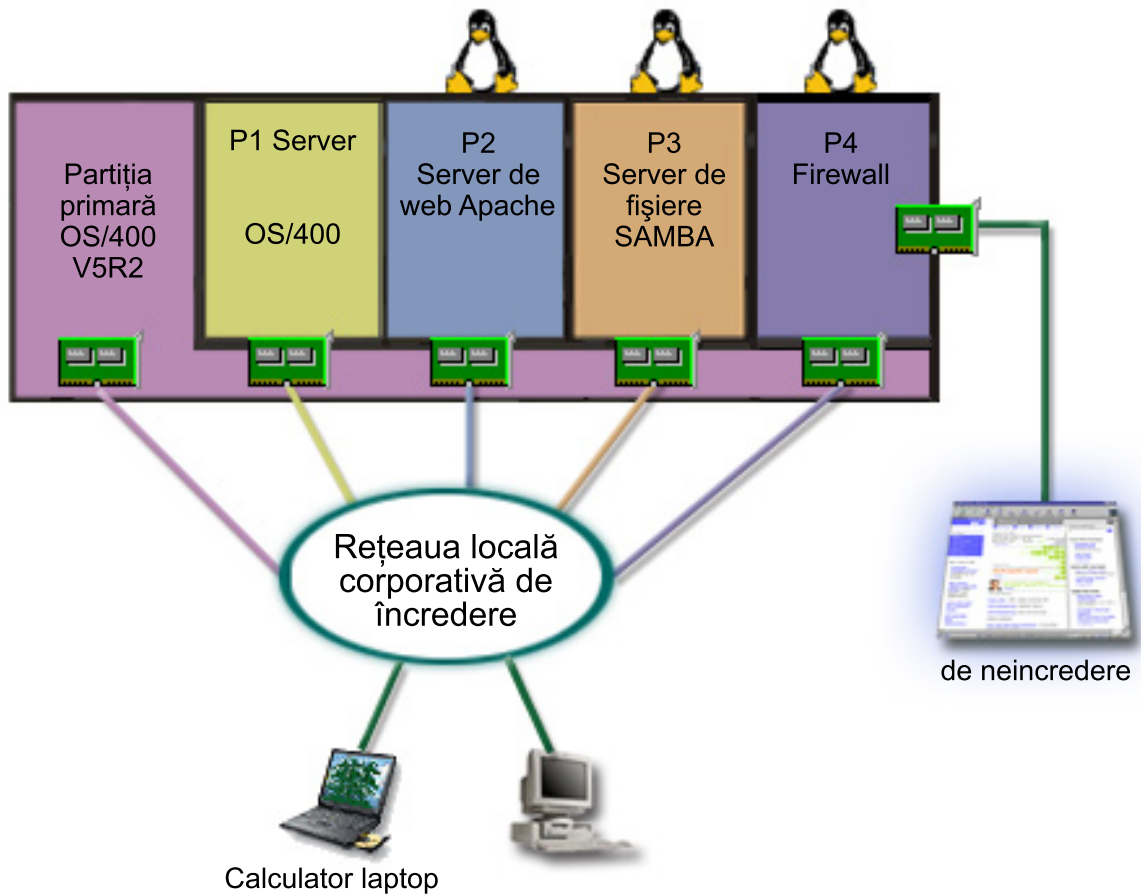 Partiția
primară
OS/400
V5R2
P1 Server
OS/400
P2
Server de
web Apache
P3
Server de
fişiere
SAMBA
P4
Firewall
Rețeaua locală
corporativă de
încredere
de neincredere
Calculator laptop